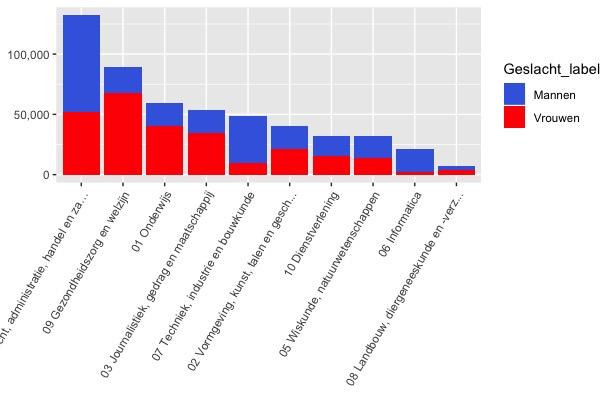 100,000
50,000
0
Geslacht_label
Mannen
Vrouwen
cht, administratie, handel en za...
09 Gezondheidszorg en welzijn
01 Onderwijs
03 Journalistiek, gedrag en maatschappij
07 Techniek, industrie en bouwkunde
02 Vormgeving, kunst, talen en gesch...
10 Dienstverlening
05 Wiskunde, natuurwetenschappen
06 Informatica
08 Landbouw, diergeneeskunde en -verz...